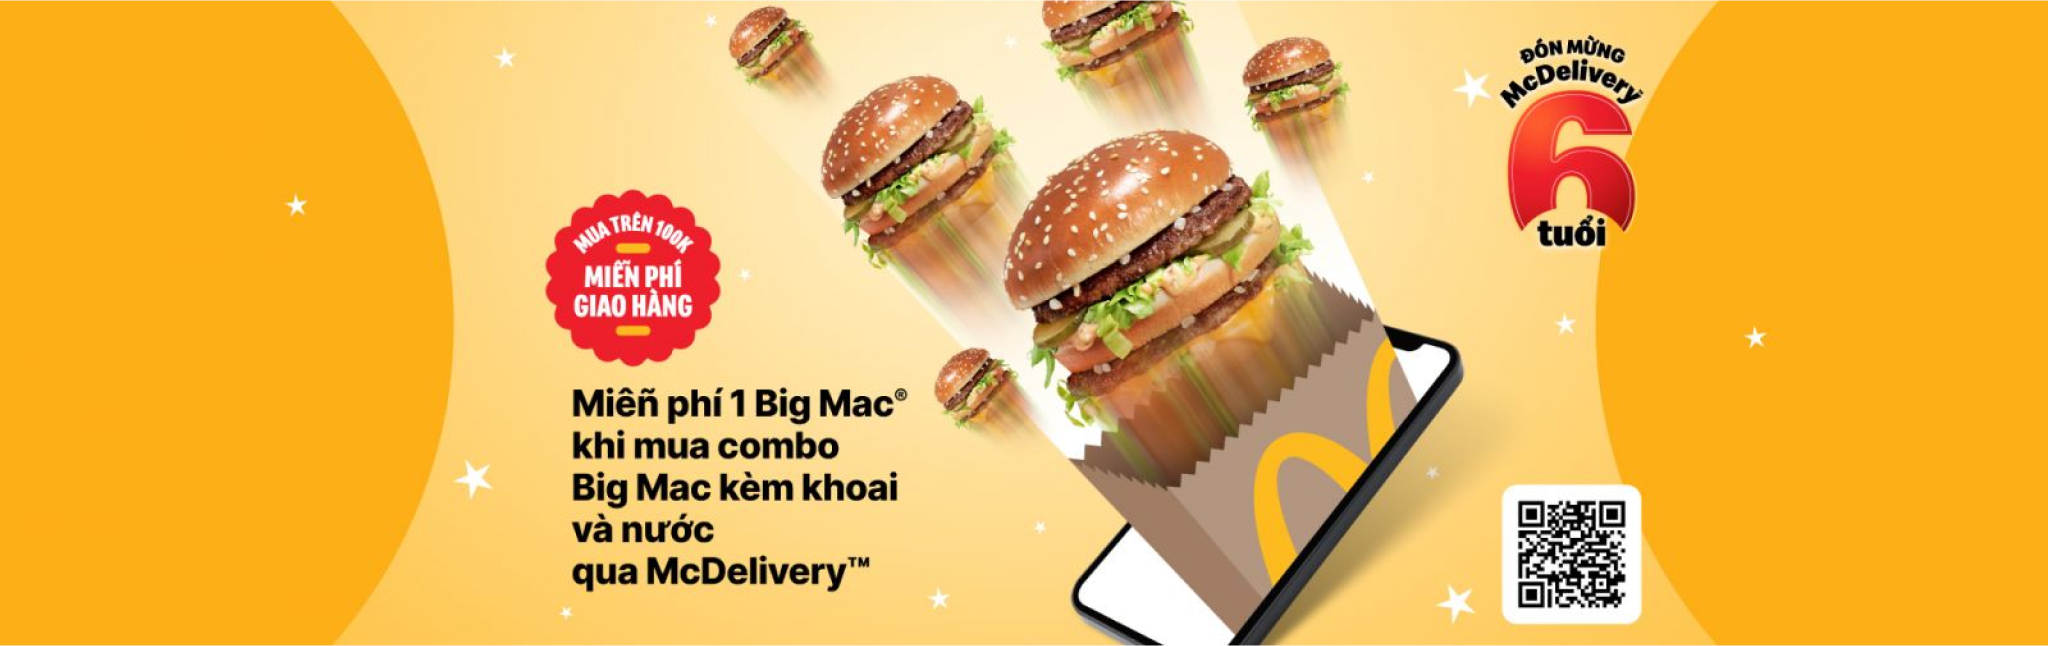 ĐÓN MỪNG
McDelivery
6
tuổi
MUA TRÊN 100K
MIỄN PHÍ
GIAO HÀNG
Miễn phí 1 Big Mac®
khi mua combo
Big Mac kèm khoai
và nước
qua McDelivery™